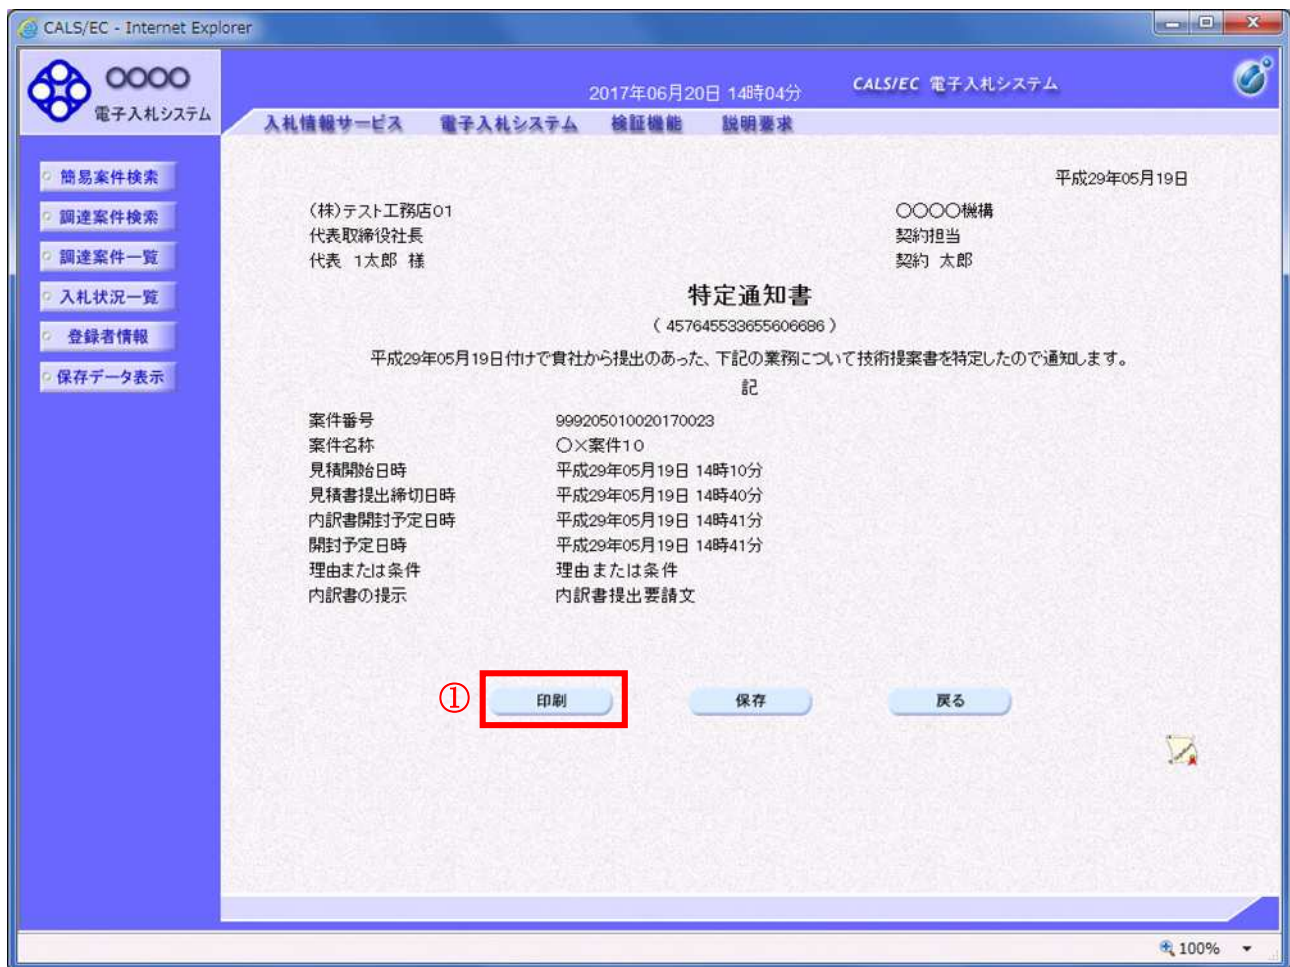 CALS/EC - Internet Explorer
〇〇〇〇
電子入札システム
2017年06月20日 14時04分
CALS/EC 電子入札システム
入札情報サービス 電子入札システム 検証機能 説明要求
簡易案件検索
調達案件検索
調達案件一覧
入札状況一覧
登録者情報
保存データ表示
平成29年05月19日
(株)テスト工務店01
代表取締役社長
代表 1太郎 様
〇〇〇〇機構
契約担当
契約 太郎
特定通知書
( 457645533655606686 )
平成29年05月19日付けで貴社から提出のあった、下記の業務について技術提案書を特定したので通知します。
記
案件番号 999205010020170023
案件名称 〇×案件10
見積開始日時 平成29年05月19日 14時10分
見積書提出締切日時 平成29年05月19日 14時40分
内訳書開封予定日時 平成29年05月19日 14時41分
開封予定日時 平成29年05月19日 14時41分
理由または条件 理由または条件
内訳書の提示 内訳書提出要請文
① 印刷 保存 戻る
100%